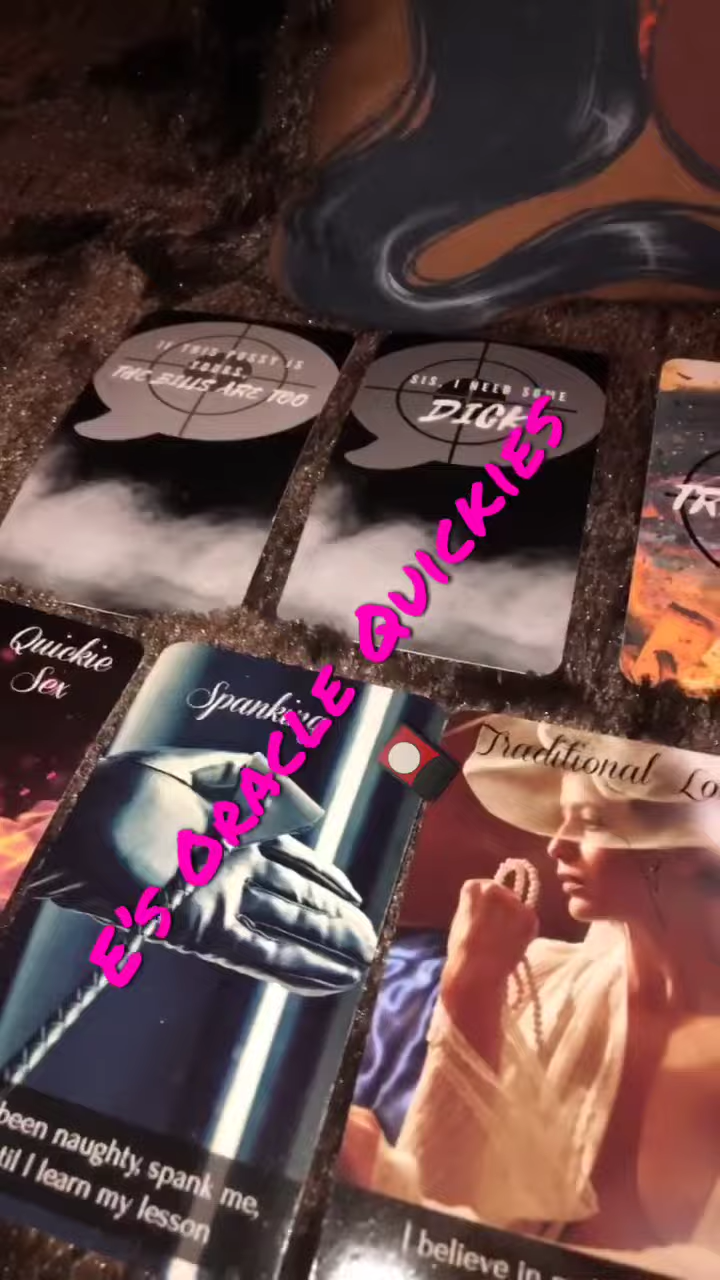 IF THIS PUSSY IS
YOURS,
THE BILLS ARE TOO
SIS, I NEED SOME
DICK
TR
E'S ORACLE QUICKIES
Quickie
Sex
Spanking
Traditional Lo
been naughty, spank me,
til I learn my lesson
I believe in